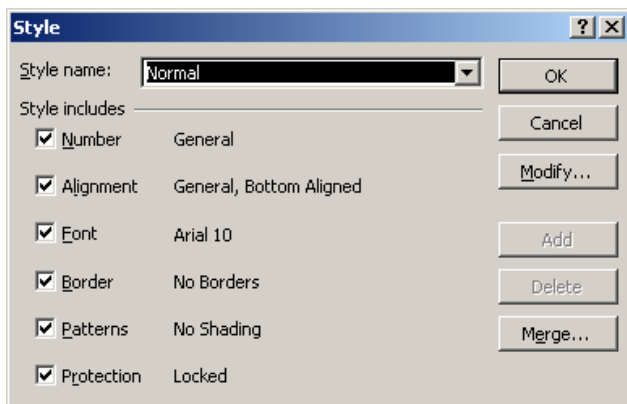 Style
Style name: Normal OK
Style includes Cancel
Number General
Modify...
Alignment General, Bottom Aligned
Font Arial 10 Add
Border No Borders Delete
Patterns No Shading Merge...
Protection Locked